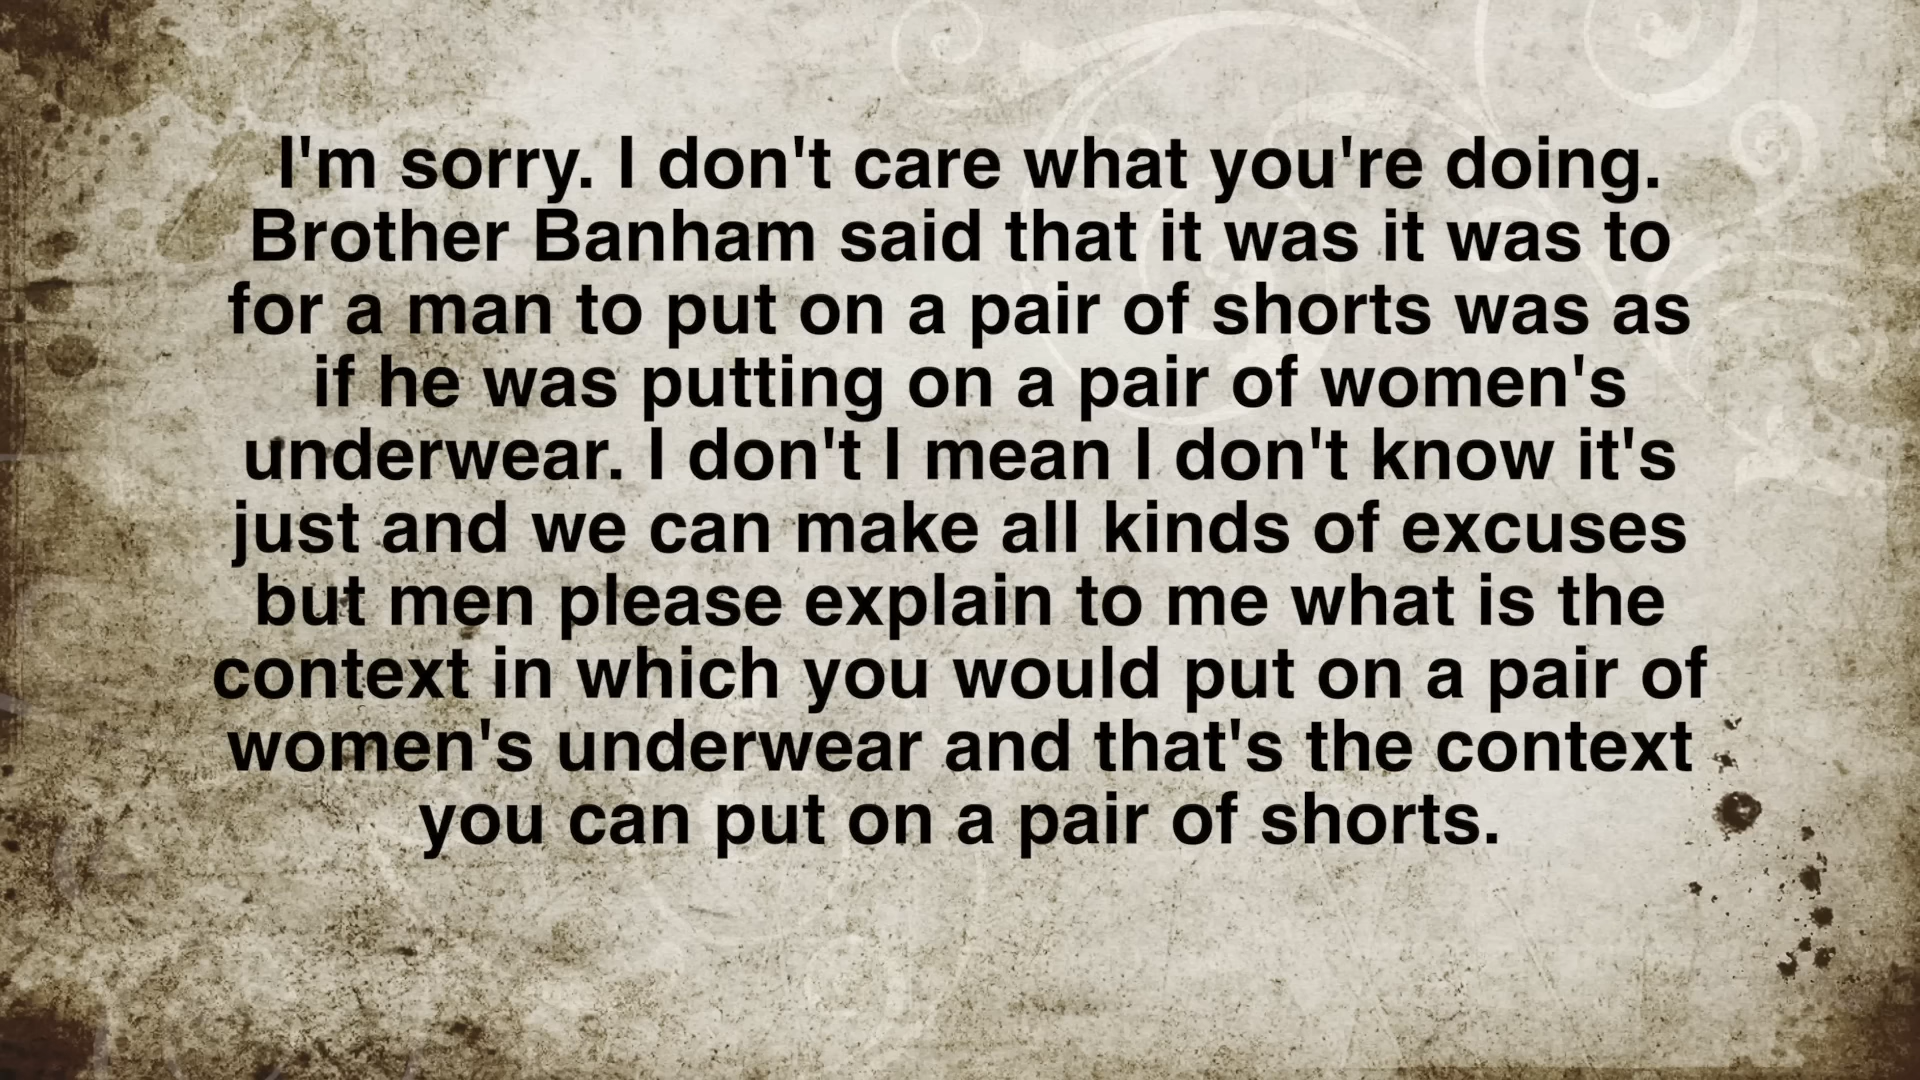 I'm sorry. I don't care what you're doing.
Brother Banham said that it was it was to
for a man to put on a pair of shorts was as
if he was putting on a pair of women's
underwear. I don't I mean I don't know it's
just and we can make all kinds of excuses
but men please explain to me what is the
context in which you would put on a pair of
women's underwear and that's the context
you can put on a pair of shorts.